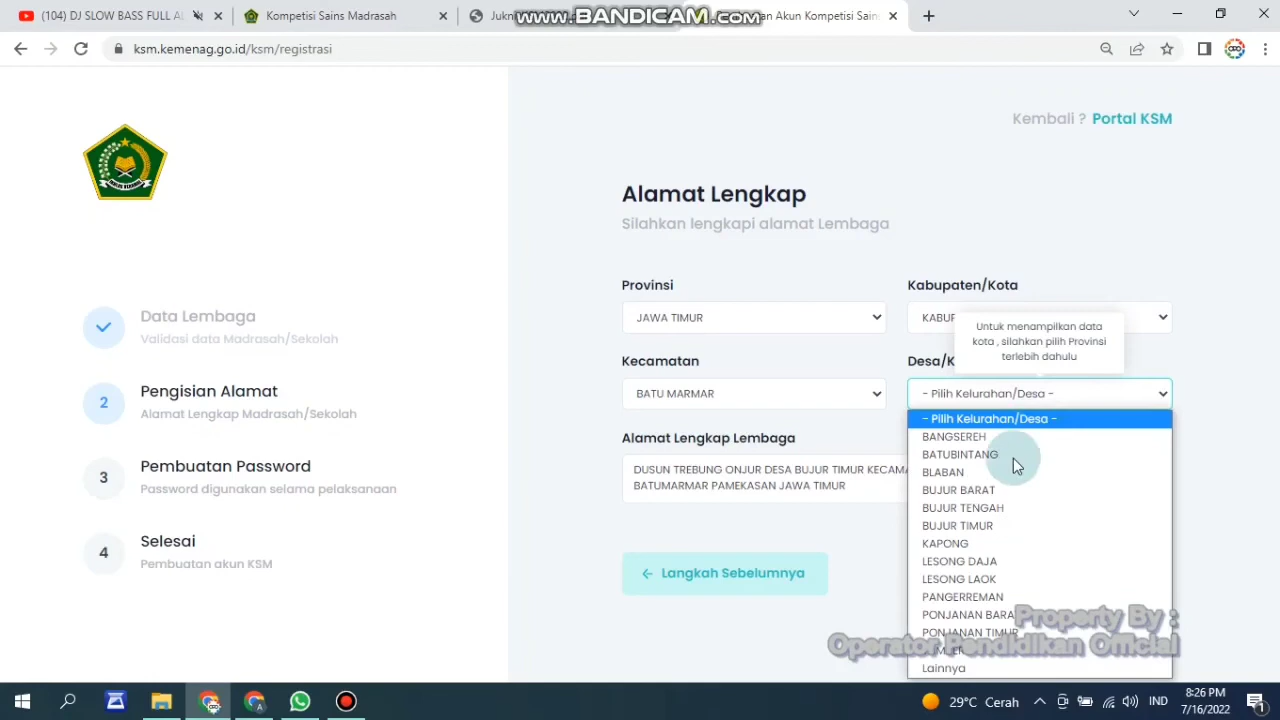 (104) DJ SLOW BASS FULL AL
Kompetisi Sains Madrasah
Jukni
www.BANDICAM.com
an Akun Kompetisi Sain
ksm.kemenag.go.id/ksm/registrasi
Kembali ? Portal KSM
Alamat Lengkap
Silahkan lengkapi alamat Lembaga
Provinsi
JAWA TIMUR
Kabupaten/Kota
KABUP
Untuk menampilkan data
kota , silahkan pilih Provinsi
terlebih dahulu
Kecamatan
BATU MARMAR
Desa/K
- Pilih Kelurahan/Desa -
- Pilih Kelurahan/Desa -
BANGSEREH
BATUBINTANG
BLABAN
BUJUR BARAT
BUJUR TENGAH
BUJUR TIMUR
KAPONG
LESONG DAJA
LESONG LAOK
PANGERREMAN
PONJANAN BARA
PONJANAN TIMUR
Lainnya
Alamat Lengkap Lembaga
DUSUN TREBUNG ONJUR DESA BUJUR TIMUR KECAMA
BATUMARMAR PAMEKASAN JAWA TIMUR
Langkah Sebelumnya
Data Lembaga
Validasi data Madrasah/Sekolah
2
Pengisian Alamat
Alamat Lengkap Madrasah/Sekolah
3
Pembuatan Password
Password digunakan selama pelaksanaan
4
Selesai
Pembuatan akun KSM
Property By :
Operator Pendidikan Official
29°C Cerah
IND
8:26 PM
7/16/2022
1